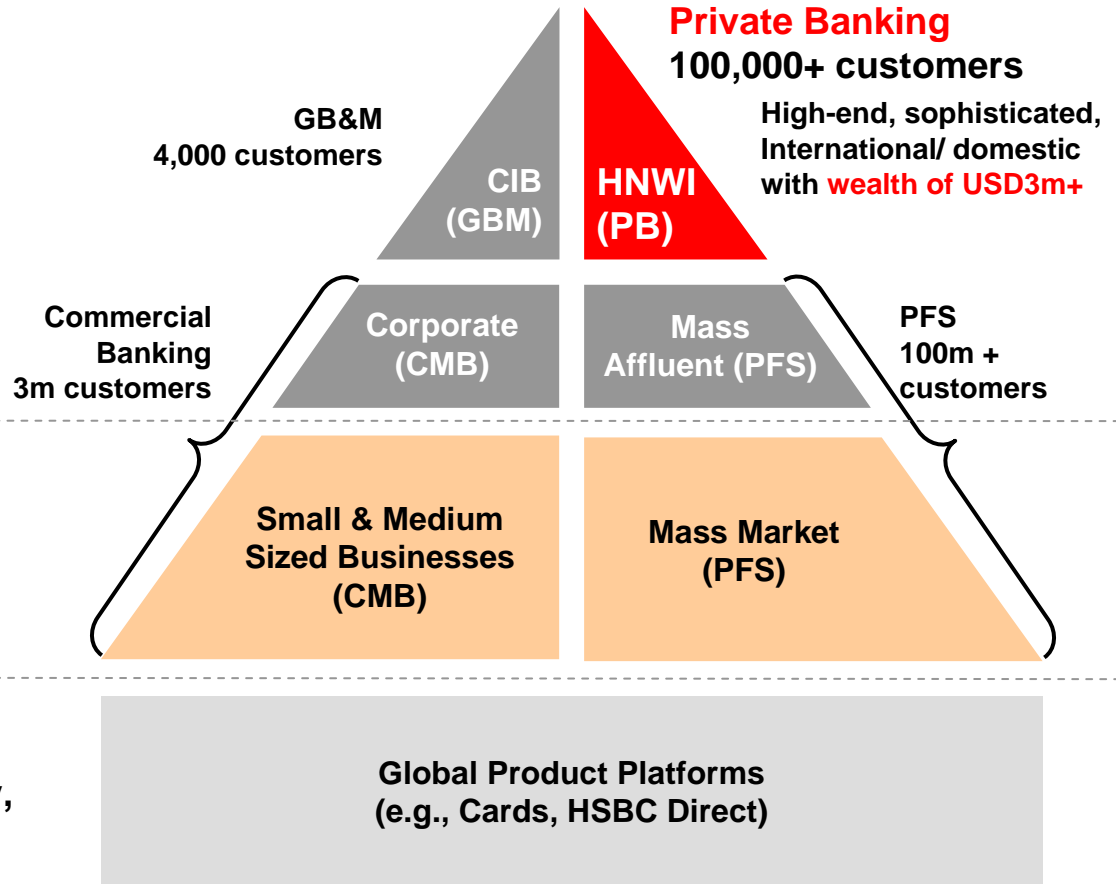 Private Banking
100,000+ customers
High-end, sophisticated,
International/ domestic
with wealth of USD3m+
GB&M
4,000 customers
CIB
(GBM)
HNWI
(PB)
Commercial
Banking
3m customers
Corporate
(CMB)
Mass
Affluent (PFS)
PFS
100m +
customers
Small & Medium
Sized Businesses
(CMB)
Mass Market
(PFS)
Global Product Platforms
(e.g., Cards, HSBC Direct)